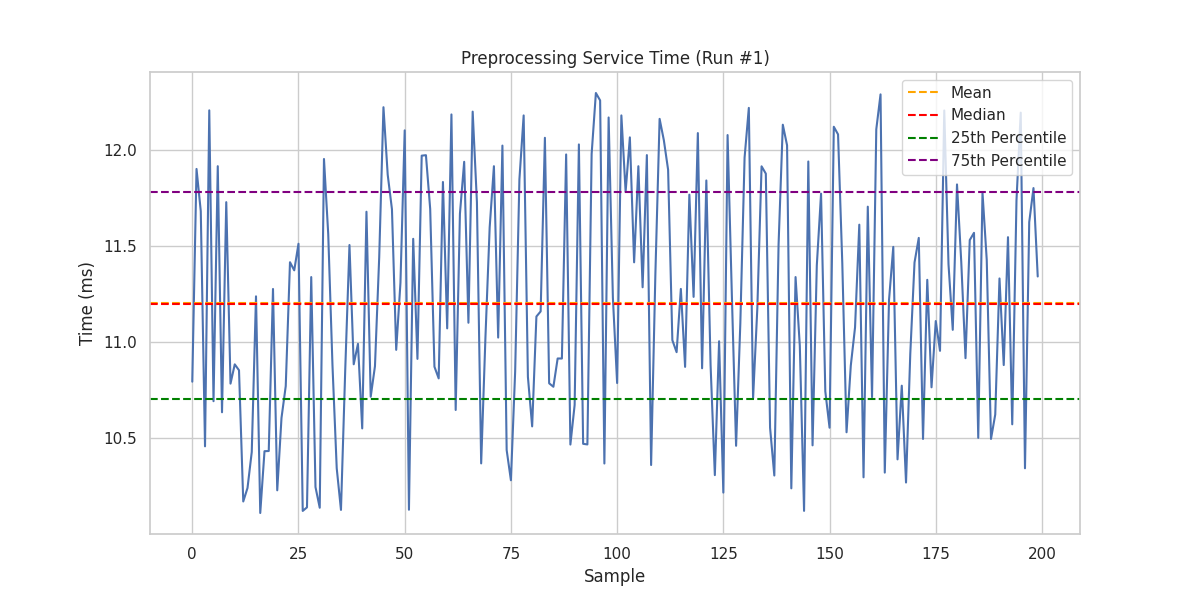 Preprocessing Service Time (Run #1)
Mean
Median
25th Percentile
75th Percentile
Time (ms)
12.0
11.5
11.0
10.5
0 25 50 75 100 125 150 175 200
Sample